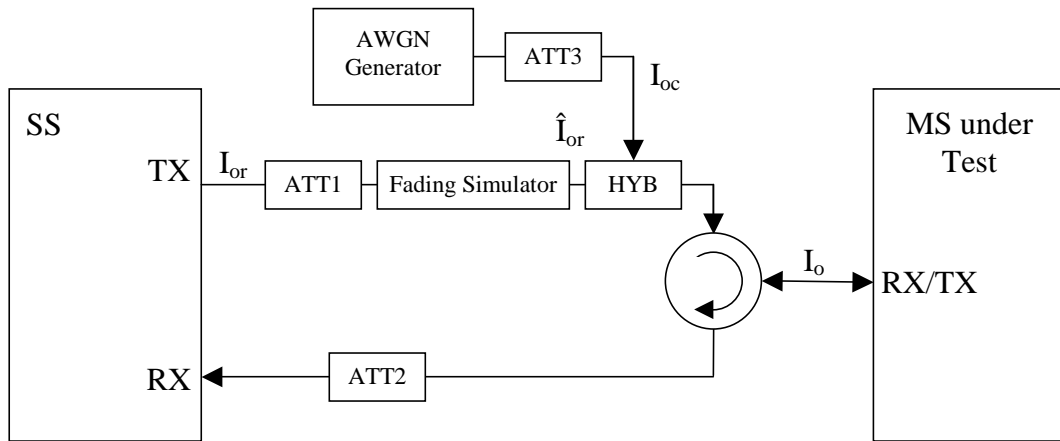 AWGN
Generator
ATT3
I_oc
SS
Î_or
MS under
Test
TX
I_or
ATT1
Fading Simulator
HYB
I_o
RX/TX
RX
ATT2